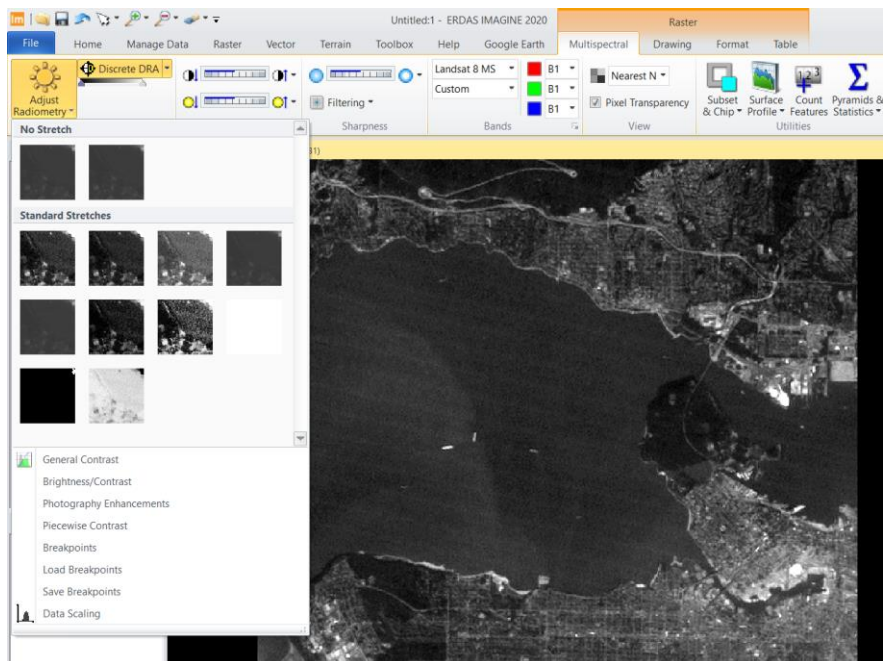 Untitled:1 - ERDAS IMAGINE 2020
Raster
File Home Manage Data Raster Vector Terrain Toolbox Help Google Earth Multispectral Drawing Format Table
Discrete DRA
Adjust
Radiometry
Filtering
Sharpness
Landsat 8 MS
Custom
B1
B1
B1
Bands
Nearest N
Pixel Transparency
View
Subset
& Chip
Surface
Profile
Count
Features
Pyramids &
Statistics
Utilities
No Stretch
Standard Stretches
General Contrast
Brightness/Contrast
Photography Enhancements
Piecewise Contrast
Breakpoints
Load Breakpoints
Save Breakpoints
Data Scaling